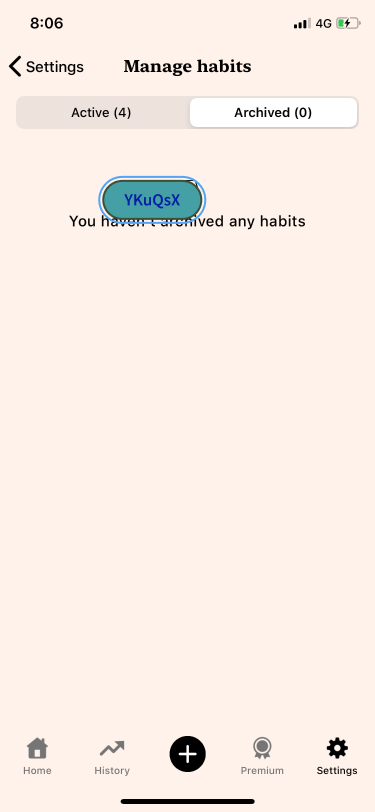 8:06
4G
Settings
Manage habits
Active (4)
Archived (0)
YKuQsX
You haven't archived any habits
Home
History
Premium
Settings